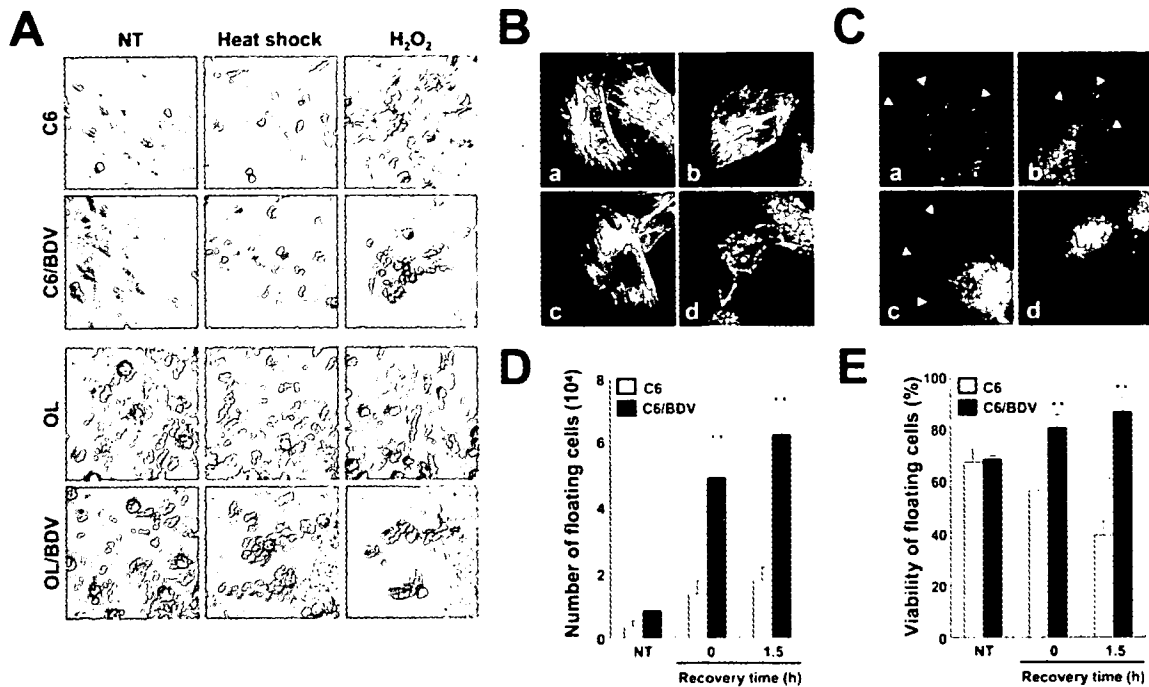 A
NT
Heat shock
H₂O₂
C6
C6/BDV
OL
OL/BDV
B
a
b
c
d
C
a
b
c
d
D
Number of floating cells (10⁴)
8
6
4
2
0
C6
C6/BDV
NT
0
1.5
Recovery time (h)
E
Viability of floating cells (%)
100
80
60
40
20
0
C6
C6/BDV
NT
0
1.5
Recovery time (h)